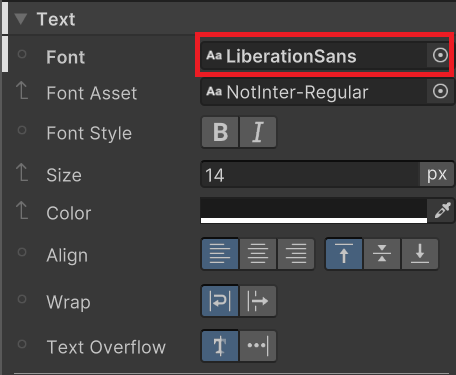 Text
Font Aa LiberationSans
Font Asset Aa NotInter-Regular
Font Style B I
Size 14 px
Color
Align
Wrap
Text Overflow T